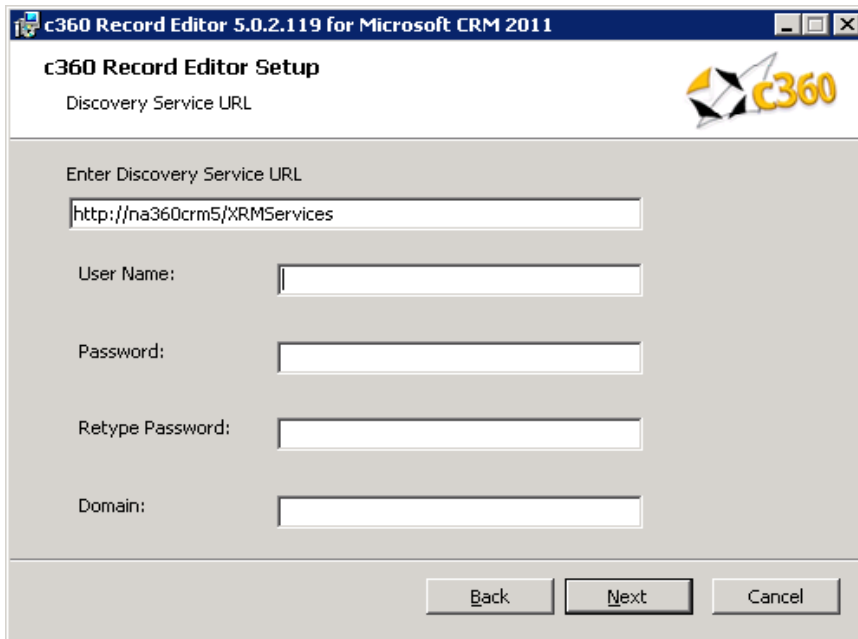 c360 Record Editor 5.0.2.119 for Microsoft CRM 2011
c360 Record Editor Setup
Discovery Service URL
c360
Enter Discovery Service URL
http://na360crm5/XRMServices
User Name:
Password:
Retype Password:
Domain:
Back Next Cancel